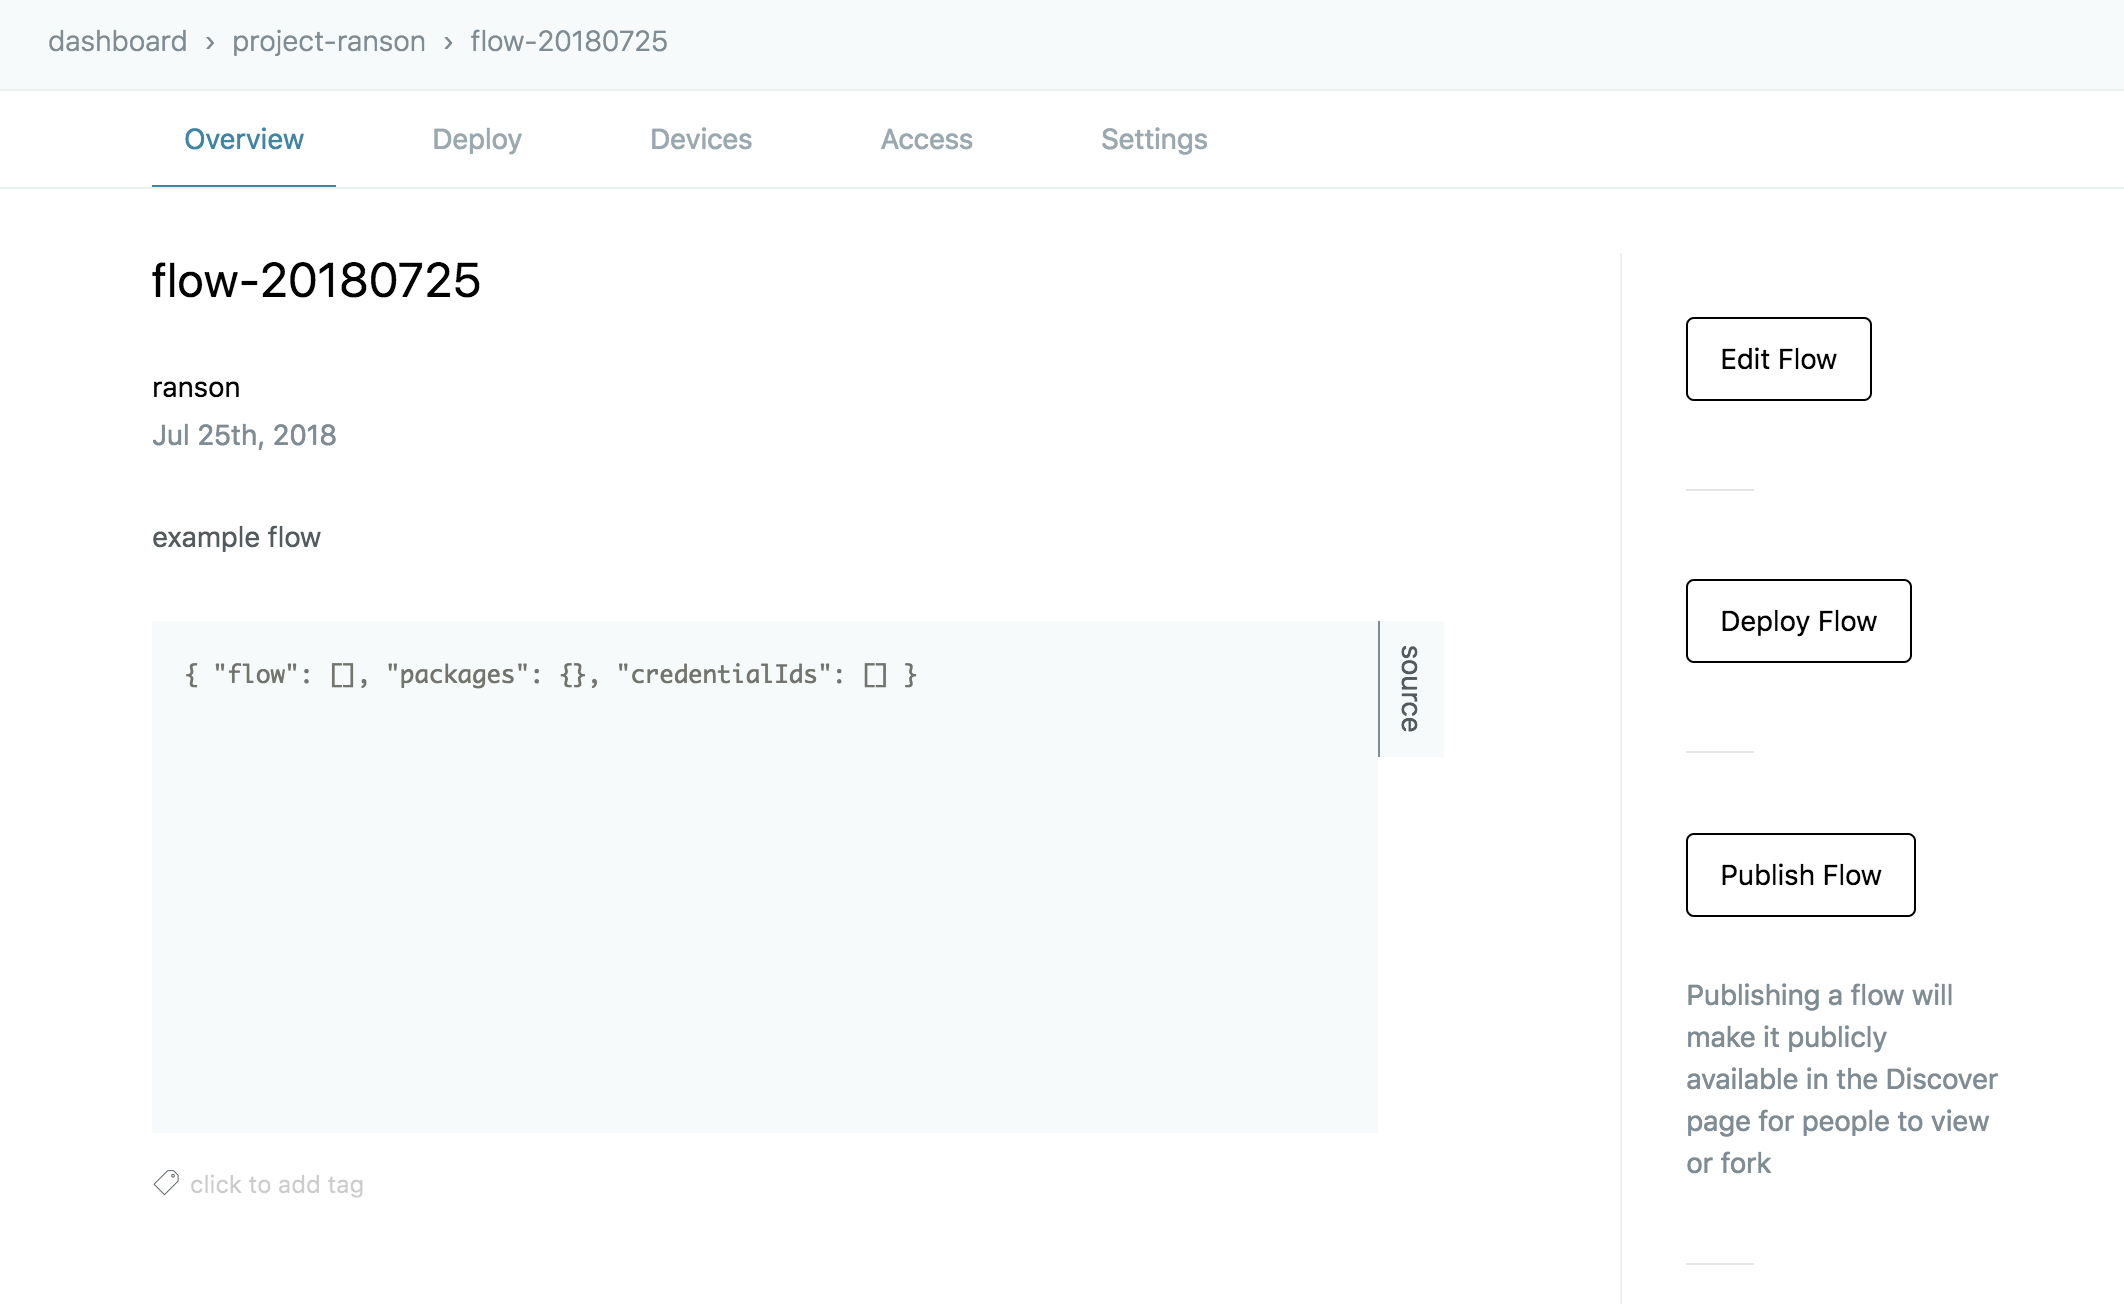 dashboard › project-ranson › flow-20180725
Overview Deploy Devices Access Settings
flow-20180725
ranson
Jul 25th, 2018
example flow
{ "flow": [], "packages": {}, "credentialIds": [] }
source
click to add tag
Edit Flow
Deploy Flow
Publish Flow
Publishing a flow will
make it publicly
available in the Discover
page for people to view
or fork